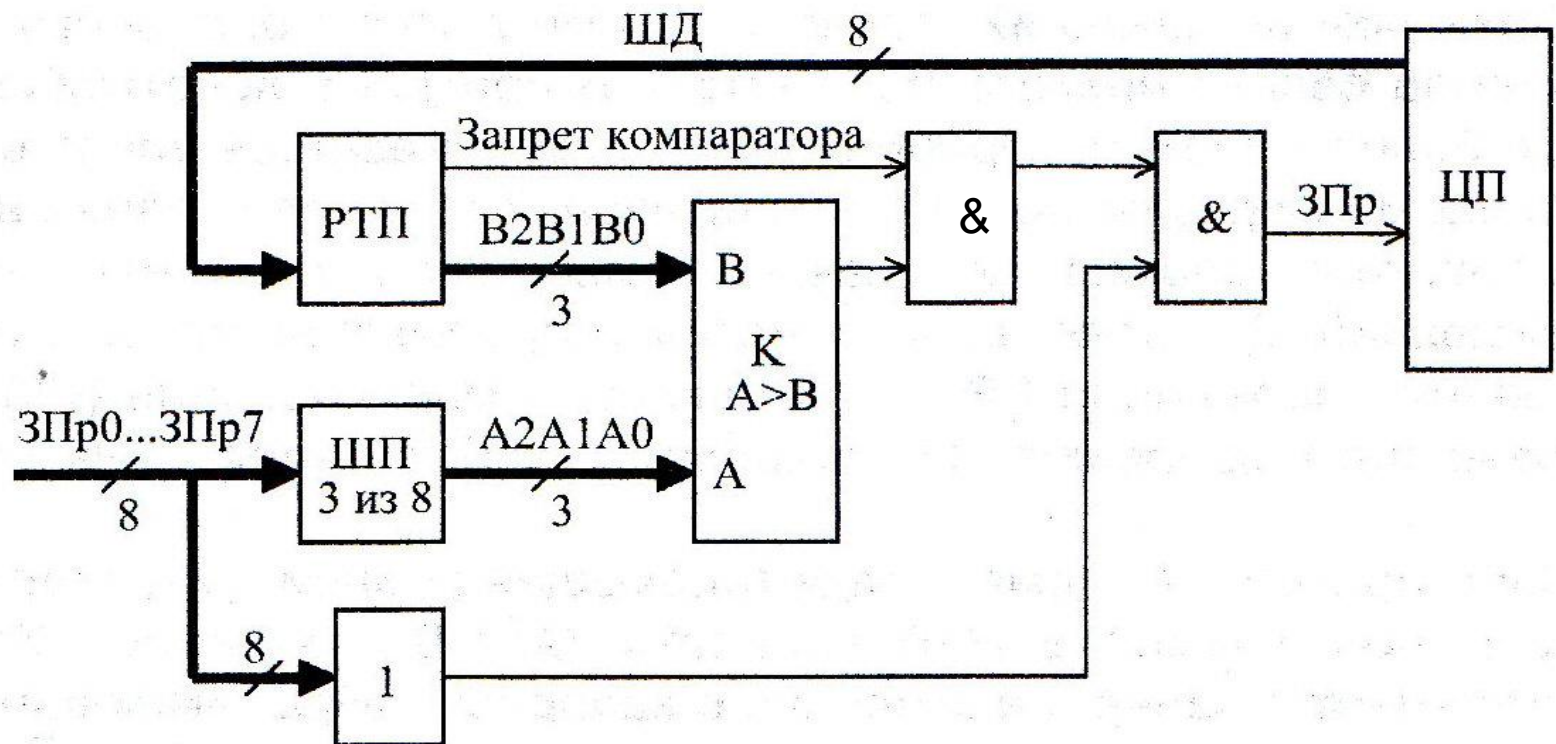 ШД
8
Запрет компаратора
РТП
B2B1B0
3
B
К
A>B
A
&
&
ЗПр
ЦП
ЗПр0...ЗПр7
8
ШП
3 из 8
A2A1A0
3
8
1